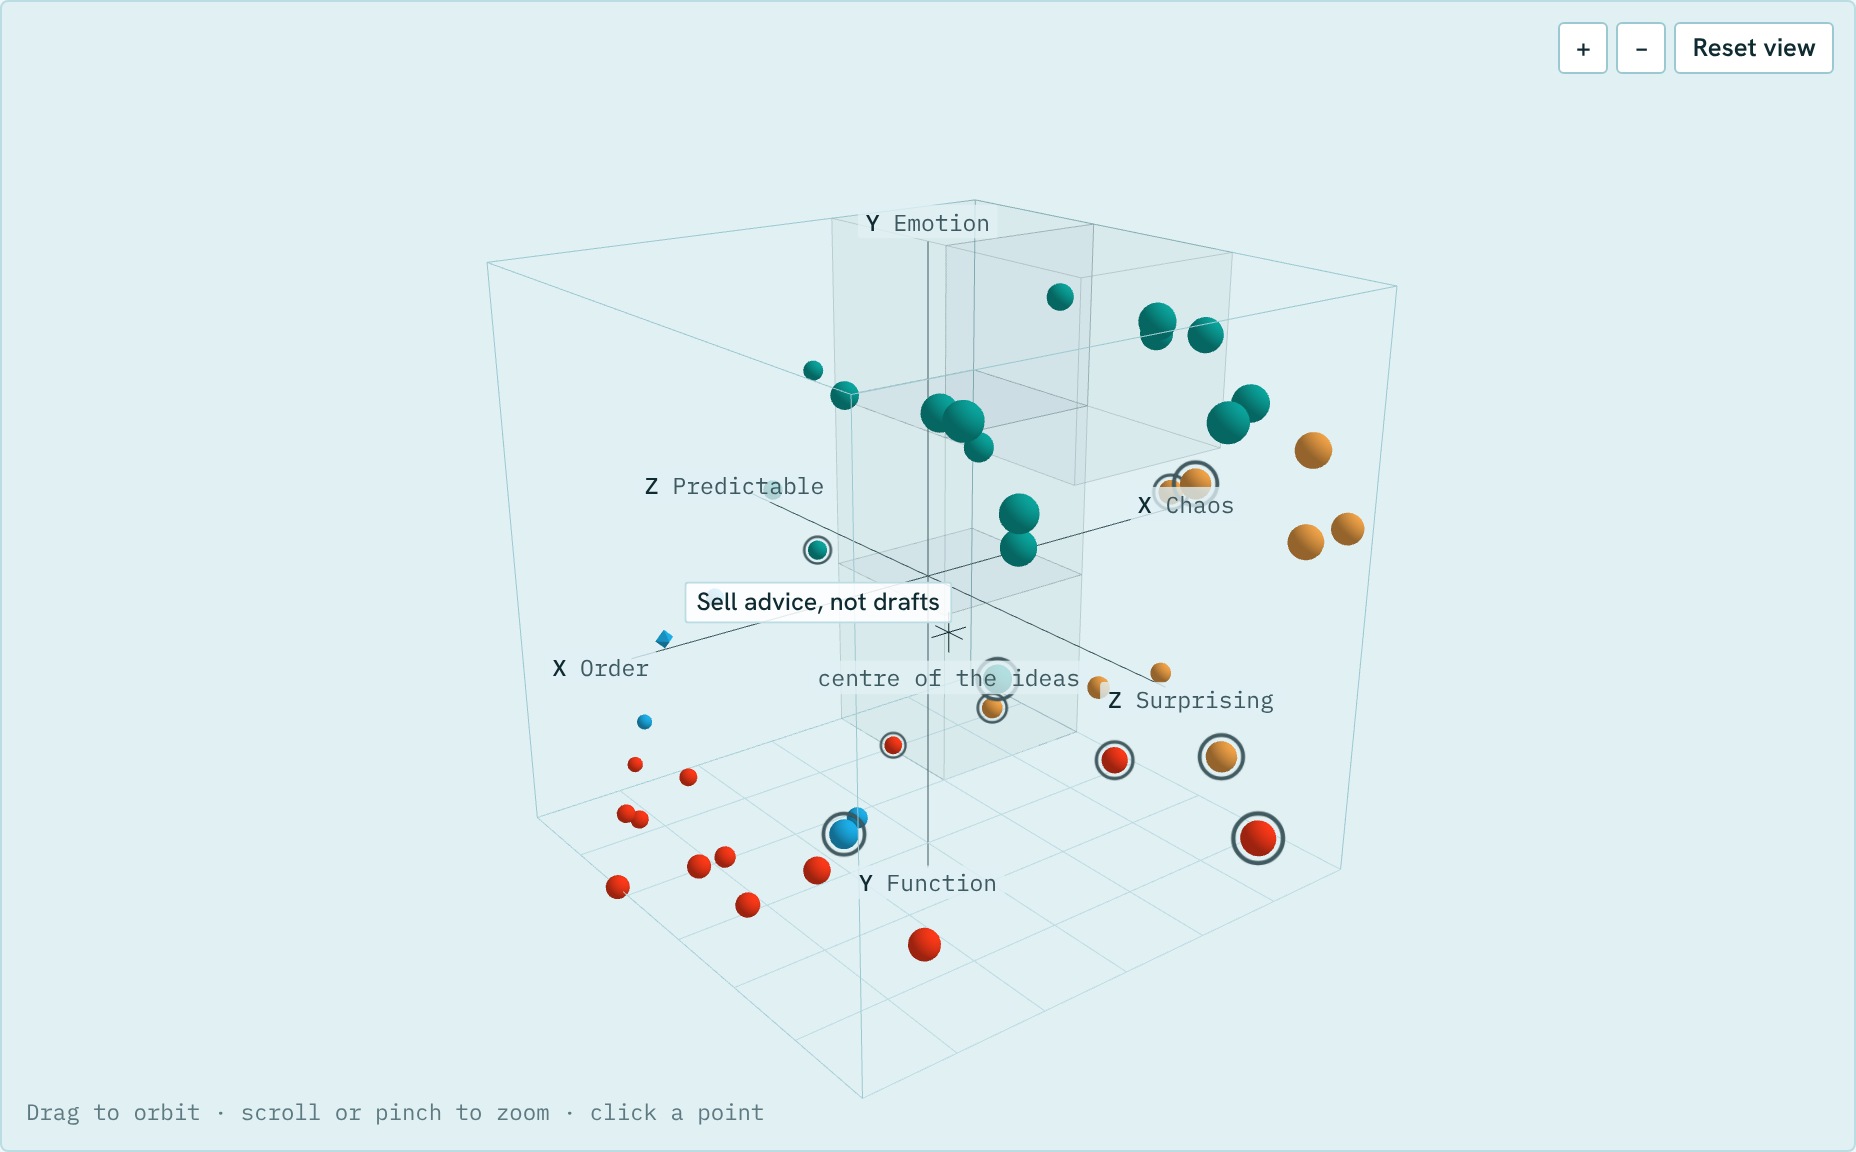 +
–
Reset view
Y Emotion
Z Predictable
X Chaos
Sell advice, not drafts
X Order
centre of the ideas
Z Surprising
Y Function
Drag to orbit · scroll or pinch to zoom · click a point